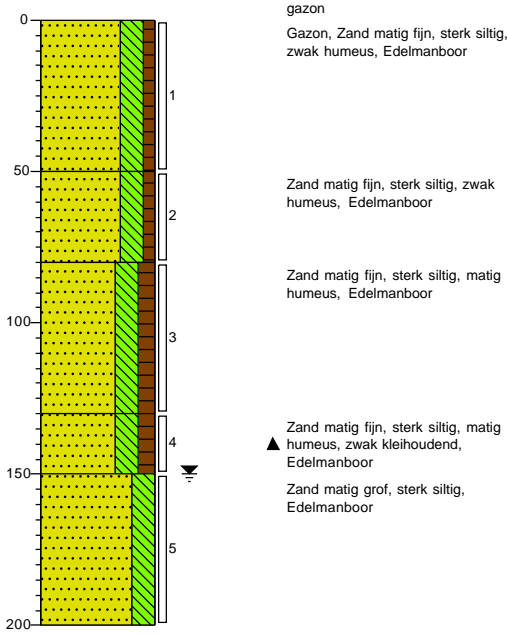 gazon
0
Gazon, Zand matig fijn, sterk siltig,
zwak humeus, Edelmanboor
1
50
Zand matig fijn, sterk siltig, zwak
humeus, Edelmanboor
2
Zand matig fijn, sterk siltig, matig
humeus, Edelmanboor
100
3
Zand matig fijn, sterk siltig, matig
humeus, zwak kleihoudend,
Edelmanboor
4
150
Zand matig grof, sterk siltig,
Edelmanboor
5
200